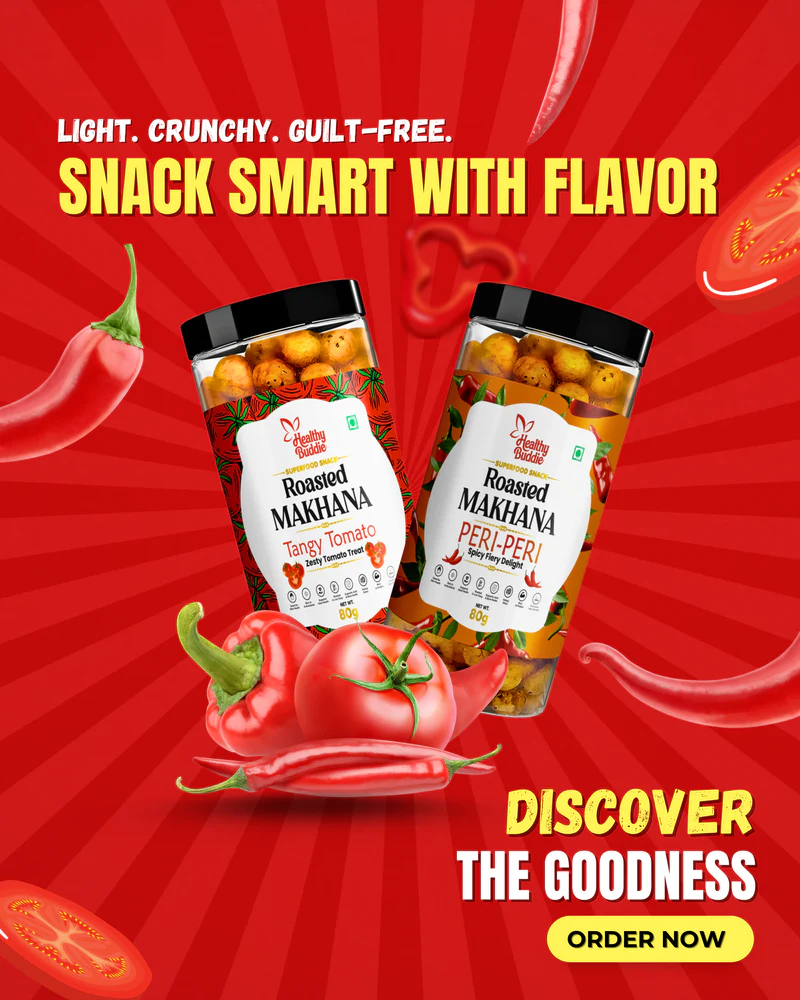 LIGHT. CRUNCHY. GUILT-FREE.
SNACK SMART WITH FLAVOR
Healthy
Buddie
SUPERFOOD SNACK
Roasted
MAKHANA
Tangy Tomato
Zesty Tomato Treat
NET WT.
80g
Healthy
Buddie
SUPERFOOD SNACK
Roasted
MAKHANA
PERI-PERI
Spicy Fiery Delight
NET WT.
80g
DISCOVER
THE GOODNESS
ORDER NOW